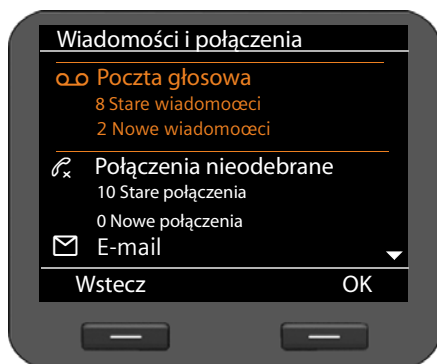 Wiadomości i połączenia
Poczta głosowa
8 Stare wiadomoœci
2 Nowe wiadomoœci
Połączenia nieodebrane
10 Stare połączenia
0 Nowe połączenia
E-mail
Wstecz OK